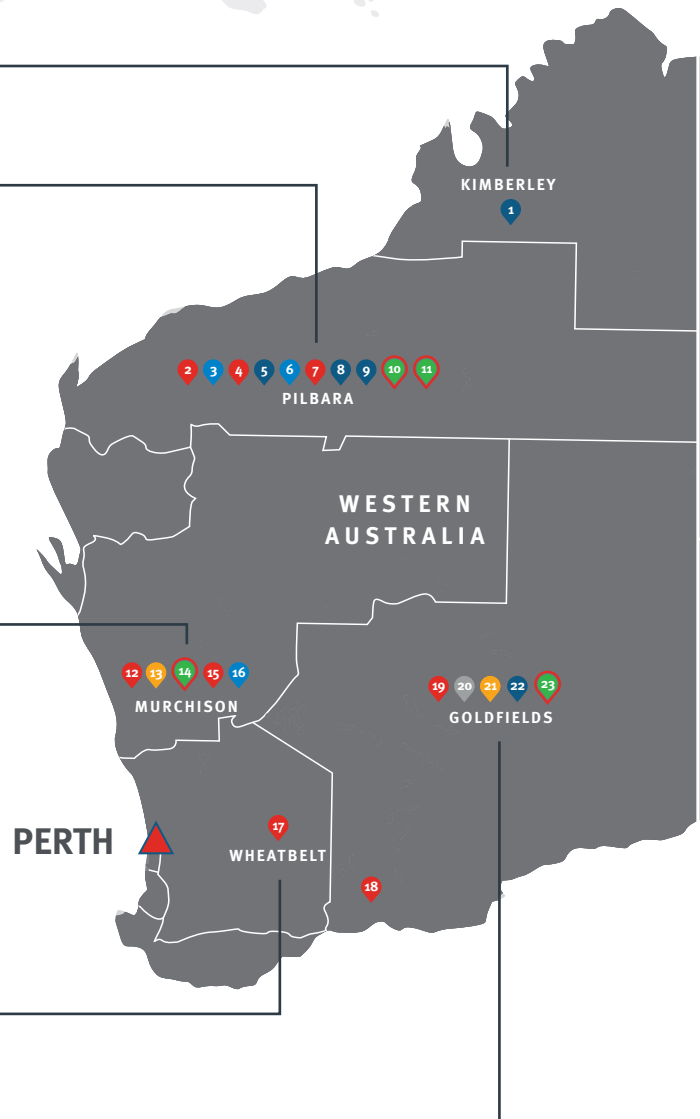 KIMBERLEY
1
2 3 4 5 6 7 8 9 10 11
PILBARA
WESTERN
AUSTRALIA
12 13 14 15 16
MURCHISON
19 20 21 22 23
GOLDFIELDS
17
PERTH
WHEATBELT
18